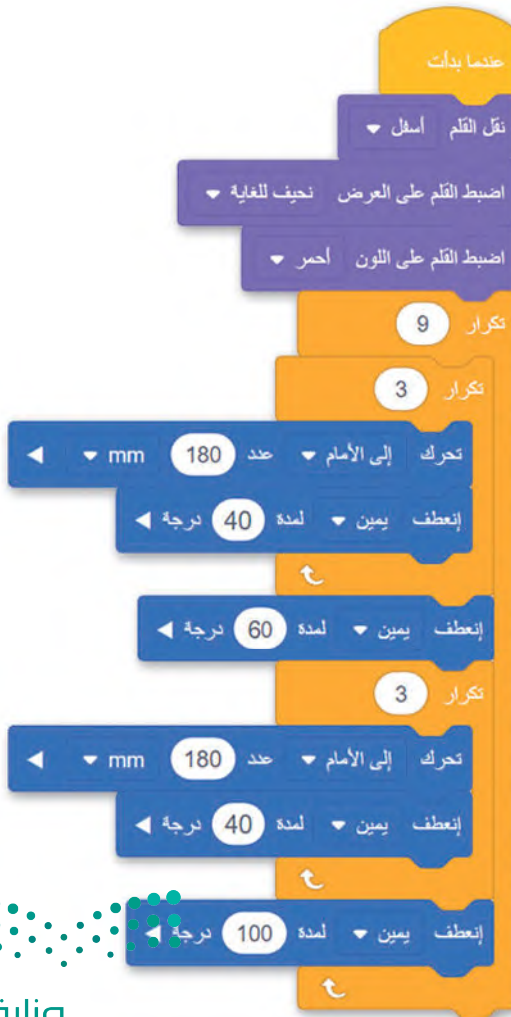 عندما بدأت
نقل القلم أسفل
اضبط القلم على العرض نحيف للغاية
اضبط القلم على اللون أحمر
تكرار 9
تكرار 3
تحرك إلى الأمام عدد 180 mm
إنعطف يمين لمدة 40 درجة
إنعطف يمين لمدة 60 درجة
تكرار 3
تحرك إلى الأمام عدد 180 mm
إنعطف يمين لمدة 40 درجة
إنعطف يمين لمدة 100 درجة